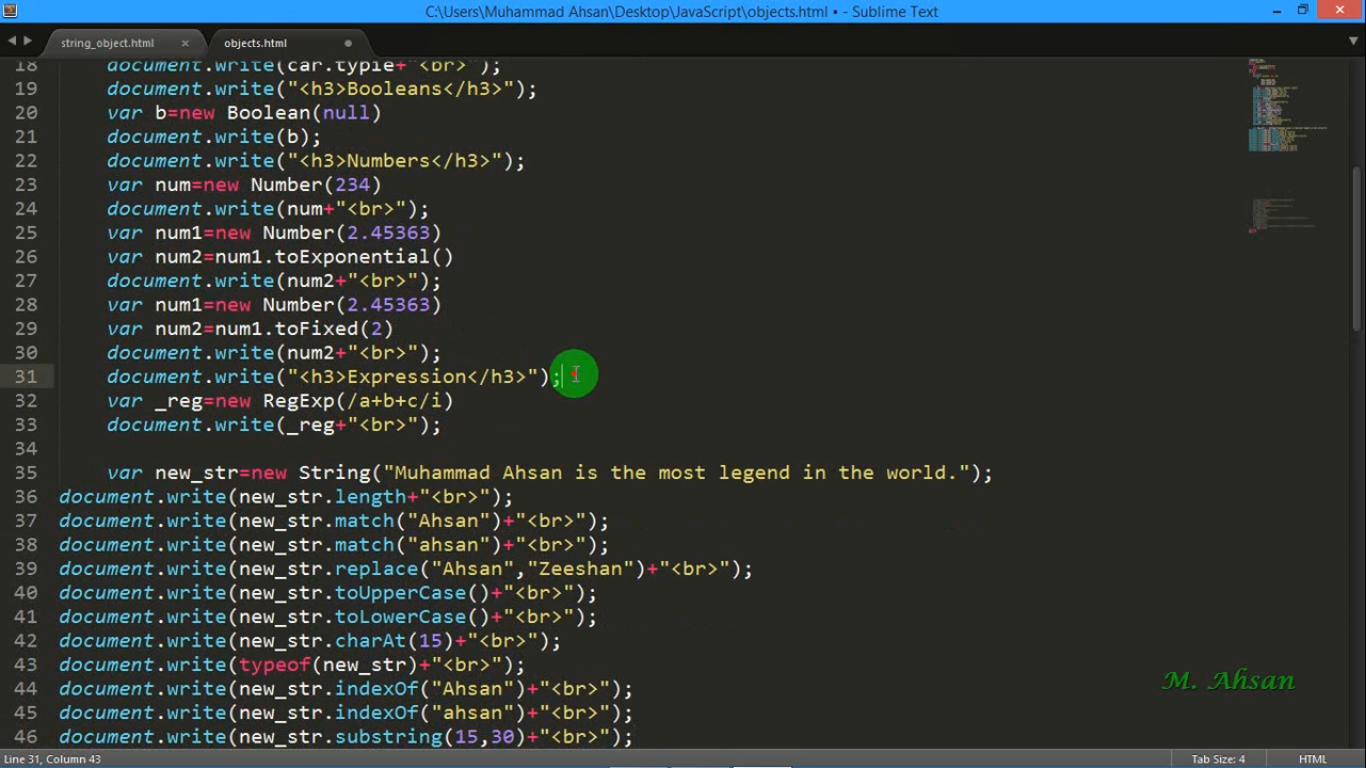 C:\Users\Muhammad Ahsan\Desktop\JavaScript\objects.html • - Sublime Text
string_object.html × objects.html
18 document.write(car.type+"<br>");
19 document.write("<h3>Booleans</h3>");
20 var b=new Boolean(null)
21 document.write(b);
22 document.write("<h3>Numbers</h3>");
23 var num=new Number(234)
24 document.write(num+"<br>");
25 var num1=new Number(2.45363)
26 var num2=num1.toExponential()
27 document.write(num2+"<br>");
28 var num1=new Number(2.45363)
29 var num2=num1.toFixed(2)
30 document.write(num2+"<br>");
31 document.write("<h3>Expression</h3>");
32 var _reg=new RegExp(/a+b+c/i)
33 document.write(_reg+"<br>");
34
35 var new_str=new String("Muhammad Ahsan is the most legend in the world.");
36 document.write(new_str.length+"<br>");
37 document.write(new_str.match("Ahsan")+"<br>");
38 document.write(new_str.match("ahsan")+"<br>");
39 document.write(new_str.replace("Ahsan","Zeeshan")+"<br>");
40 document.write(new_str.toUpperCase()+"<br>");
41 document.write(new_str.toLowerCase()+"<br>");
42 document.write(new_str.charAt(15)+"<br>");
43 document.write(typeof(new_str)+"<br>");
44 document.write(new_str.indexOf("Ahsan")+"<br>");
45 document.write(new_str.indexOf("ahsan")+"<br>");
46 document.write(new_str.substring(15,30)+"<br>");
M. Ahsan
Line 31, Column 43 Tab Size: 4 HTML